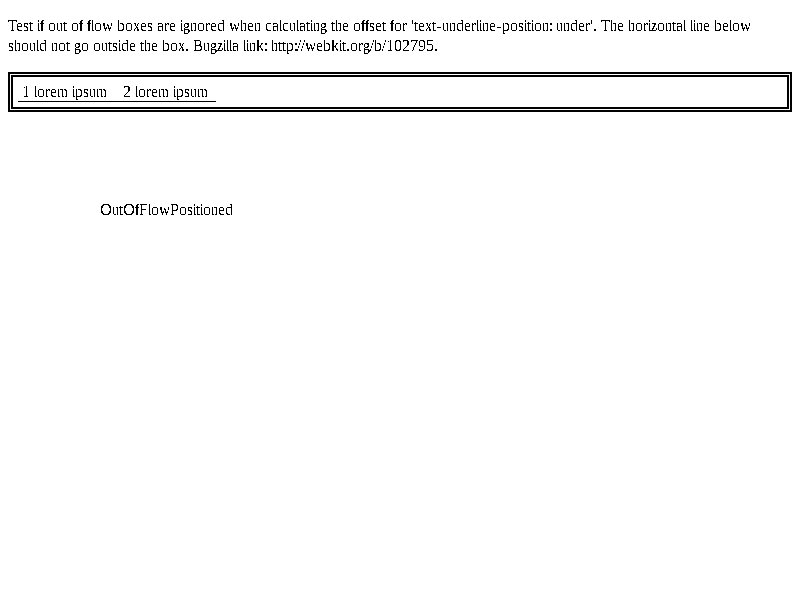 Test if out of flow boxes are ignored when calculating the offset for 'text-underline-position: under'. The horizontal line below
should not go outside the box. Bugzilla link: http://webkit.org/b/102795.
1 lorem ipsum 2 lorem ipsum
OutOfFlowPositioned